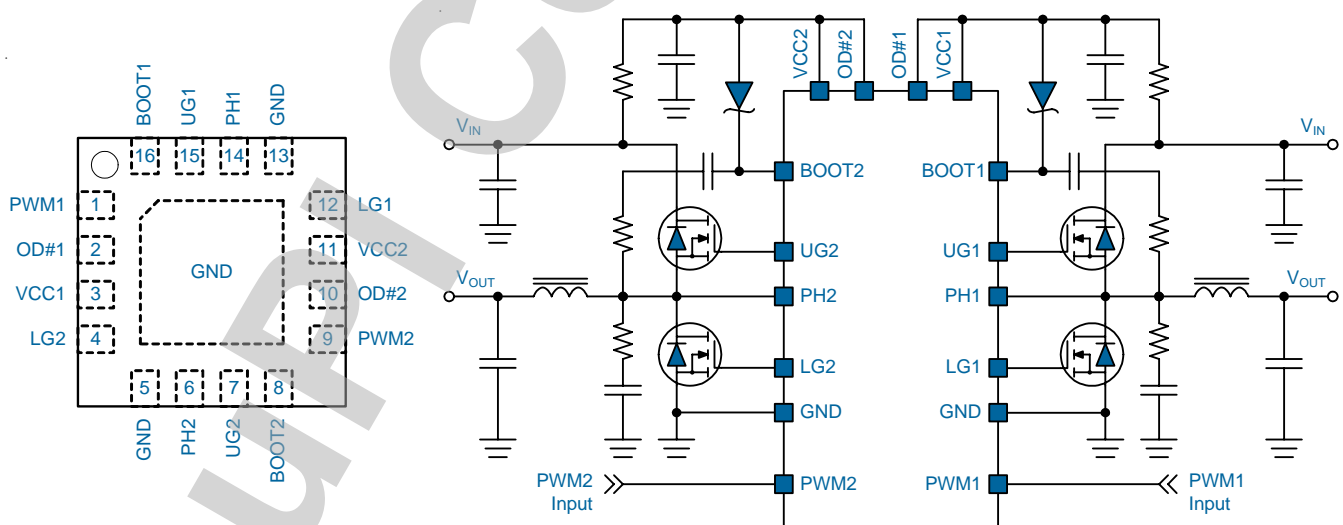 BOOT1
UG1
PH1
GND
16
15
14
13
PWM1
1
OD#1
2
VCC1
3
LG2
4
GND
12
LG1
11
VCC2
10
OD#2
9
PWM2
5
6
7
8
GND
PH2
UG2
BOOT2
uPI
VCC2
OD#2
OD#1
VCC1
VIN
VIN
BOOT2
BOOT1
UG2
UG1
VOUT
VOUT
PH2
PH1
LG2
LG1
GND
GND
PWM2
Input
PWM2
PWM1
PWM1
Input